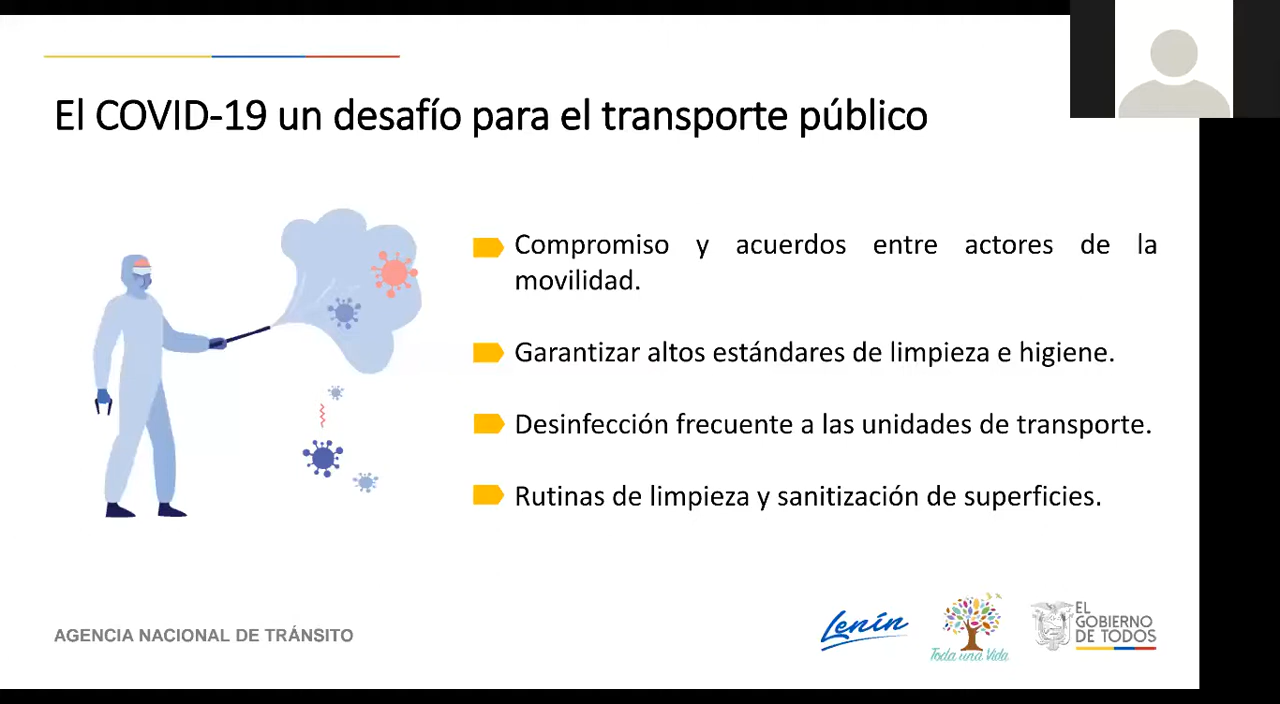 El COVID-19 un desafío para el transporte público
Compromiso y acuerdos entre actores de la
movilidad.
Garantizar altos estándares de limpieza e higiene.
Desinfección frecuente a las unidades de transporte.
Rutinas de limpieza y sanitización de superficies.
AGENCIA NACIONAL DE TRÁNSITO
Lenín
Toda una Vida
EL
GOBIERNO
DE TODOS